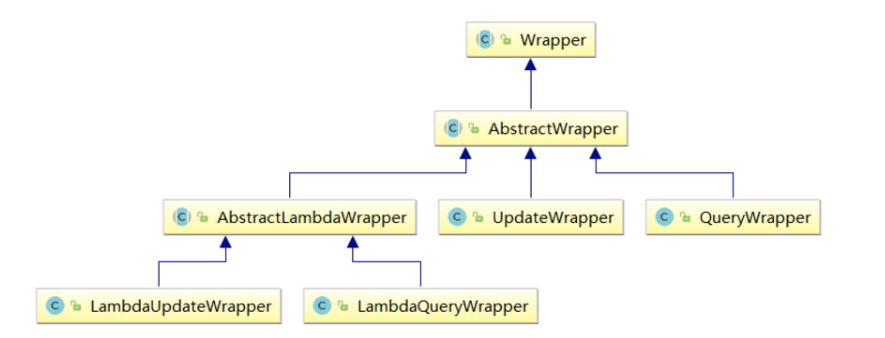 C Wrapper
C AbstractWrapper
C AbstractLambdaWrapper
C UpdateWrapper
C QueryWrapper
C LambdaUpdateWrapper
C LambdaQueryWrapper